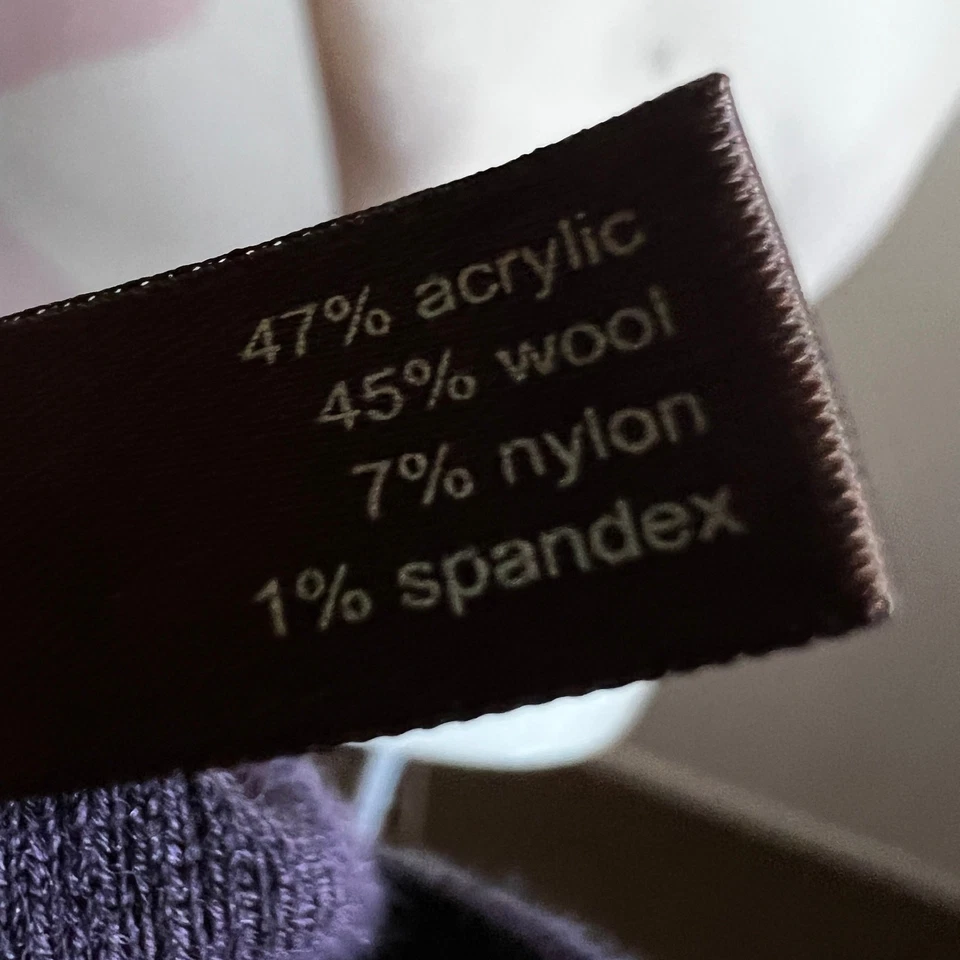 47% acrylic
45% wool
7% nylon
1% spandex